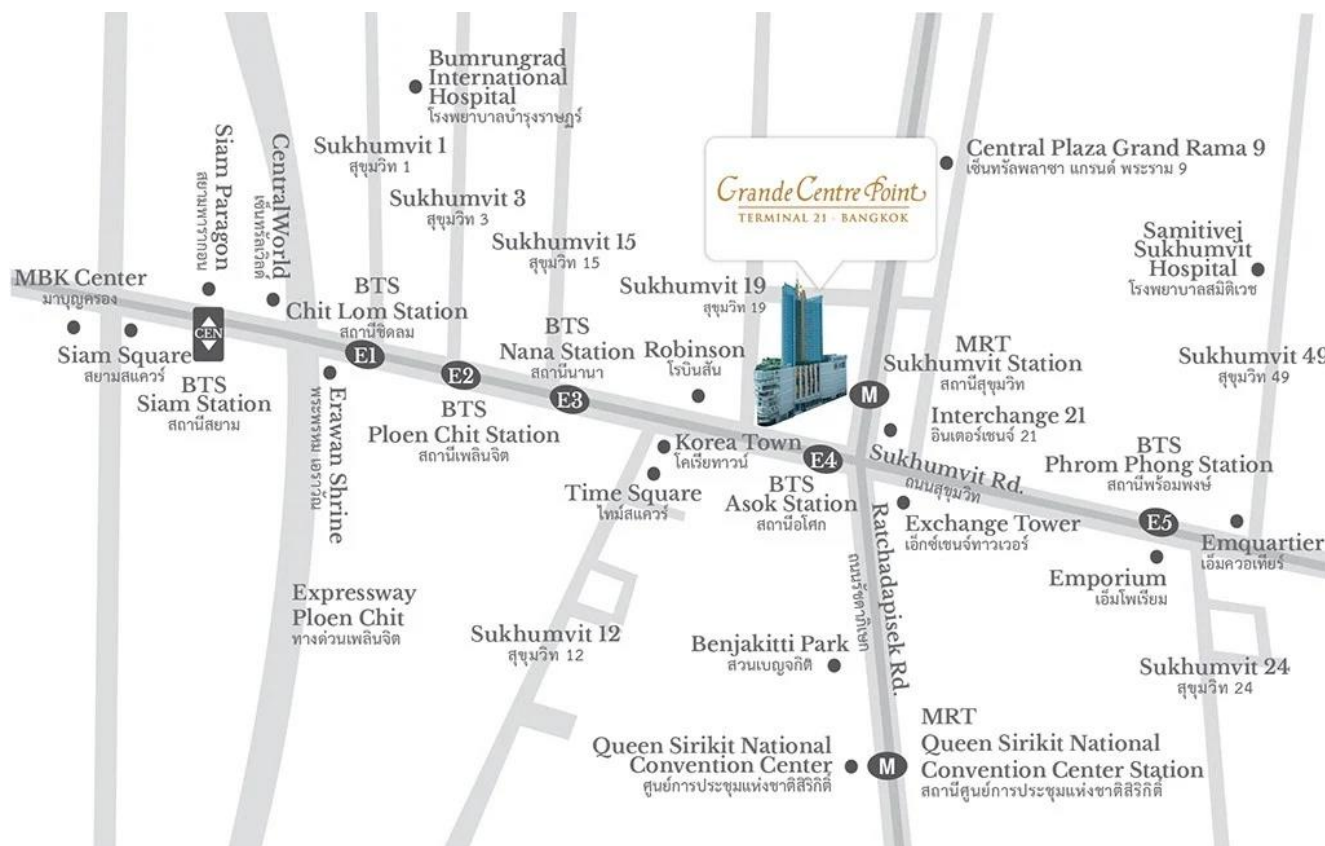 Bumrungrad
International
Hospital
โรงพยาบาลบำรุงราษฎร์
Siam Paragon
สยามพารากอน
CentralWorld
เซ็นทรัลเวิลด์
Sukhumvit 1
สุขุมวิท 1
Sukhumvit 3
สุขุมวิท 3
Sukhumvit 15
สุขุมวิท 15
Sukhumvit 19
สุขุมวิท 19
Grande Centre Point
TERMINAL 21 · BANGKOK
Central Plaza Grand Rama 9
เซ็นทรัลพลาซา แกรนด์ พระราม 9
Samitivej
Sukhumvit
Hospital
โรงพยาบาลสมิติเวช
MBK Center
มาบุญครอง
Siam Square
สยามสแควร์
CEN
BTS
Siam Station
สถานีสยาม
BTS
Chit Lom Station
สถานีชิดลม
E1
Erawan Shrine
พระพรหม เอราวัณ
E2
BTS
Ploen Chit Station
สถานีเพลินจิต
BTS
Nana Station
สถานีนานา
E3
Robinson
โรบินสัน
Korea Town
โคเรียทาวน์
Time Square
ไทม์สแควร์
E4
BTS
Asok Station
สถานีอโศก
M
MRT
Sukhumvit Station
สถานีสุขุมวิท
Interchange 21
อินเตอร์เชนจ์ 21
Sukhumvit Rd.
ถนนสุขุมวิท
Exchange Tower
เอ็กซ์เชนจ์ทาวเวอร์
Ratchadapisek Rd.
ถนนรัชดาภิเษก
Sukhumvit 49
สุขุมวิท 49
BTS
Phrom Phong Station
สถานีพร้อมพงษ์
E5
Emquartier
เอ็มควอเทียร์
Emporium
เอ็มโพเรียม
Expressway
Ploen Chit
ทางด่วนเพลินจิต
Sukhumvit 12
สุขุมวิท 12
Benjakitti Park
สวนเบญจกิติ
Sukhumvit 24
สุขุมวิท 24
Queen Sirikit National
Convention Center
ศูนย์การประชุมแห่งชาติสิริกิติ์
M
MRT
Queen Sirikit National
Convention Center Station
สถานีศูนย์การประชุมแห่งชาติสิริกิติ์